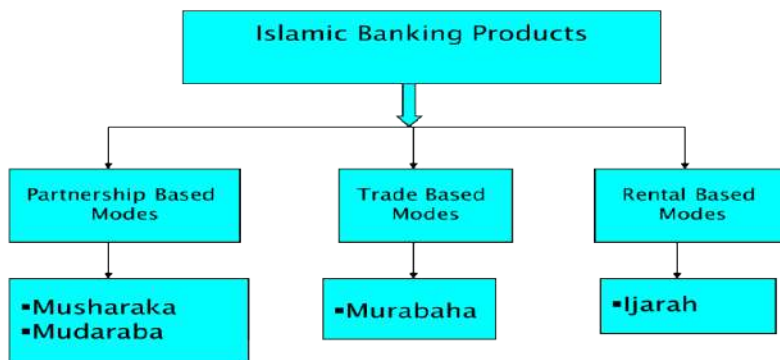 Islamic Banking Products
Partnership Based
Modes
Trade Based
Modes
Rental Based
Modes
▪Musharaka
▪Mudaraba
▪Murabaha
▪Ijarah